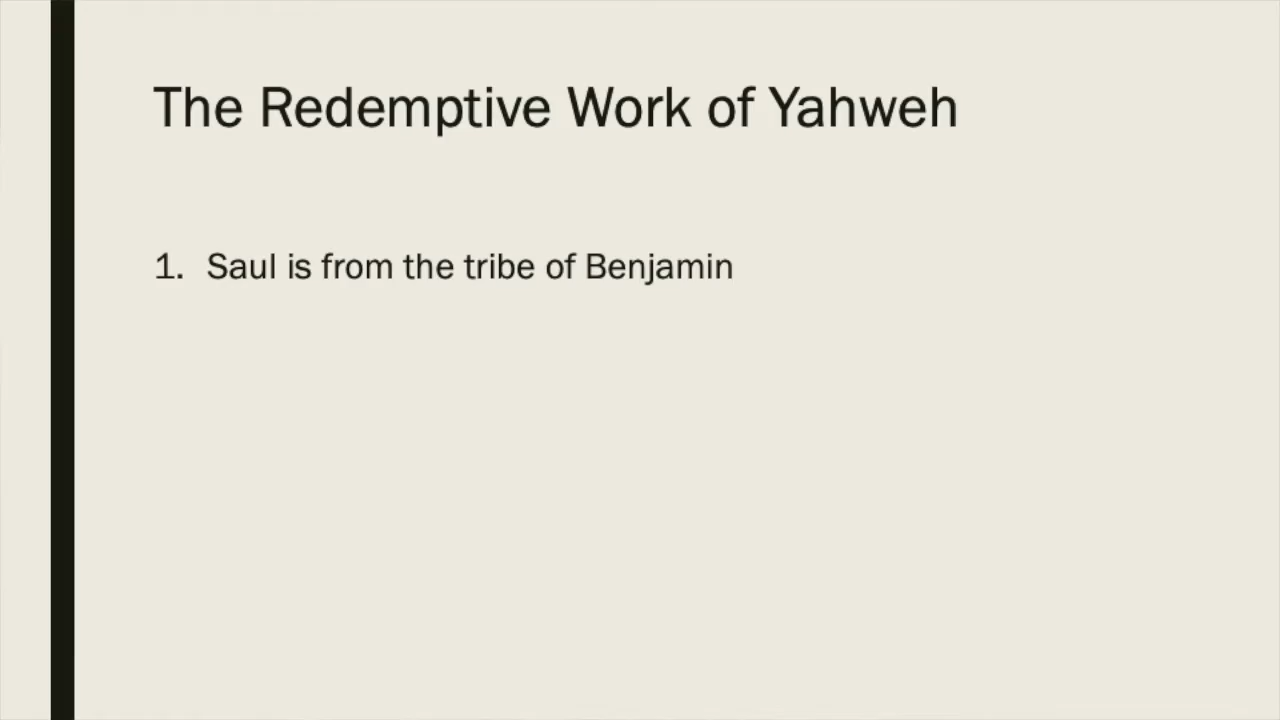 The Redemptive Work of Yahweh
1. Saul is from the tribe of Benjamin